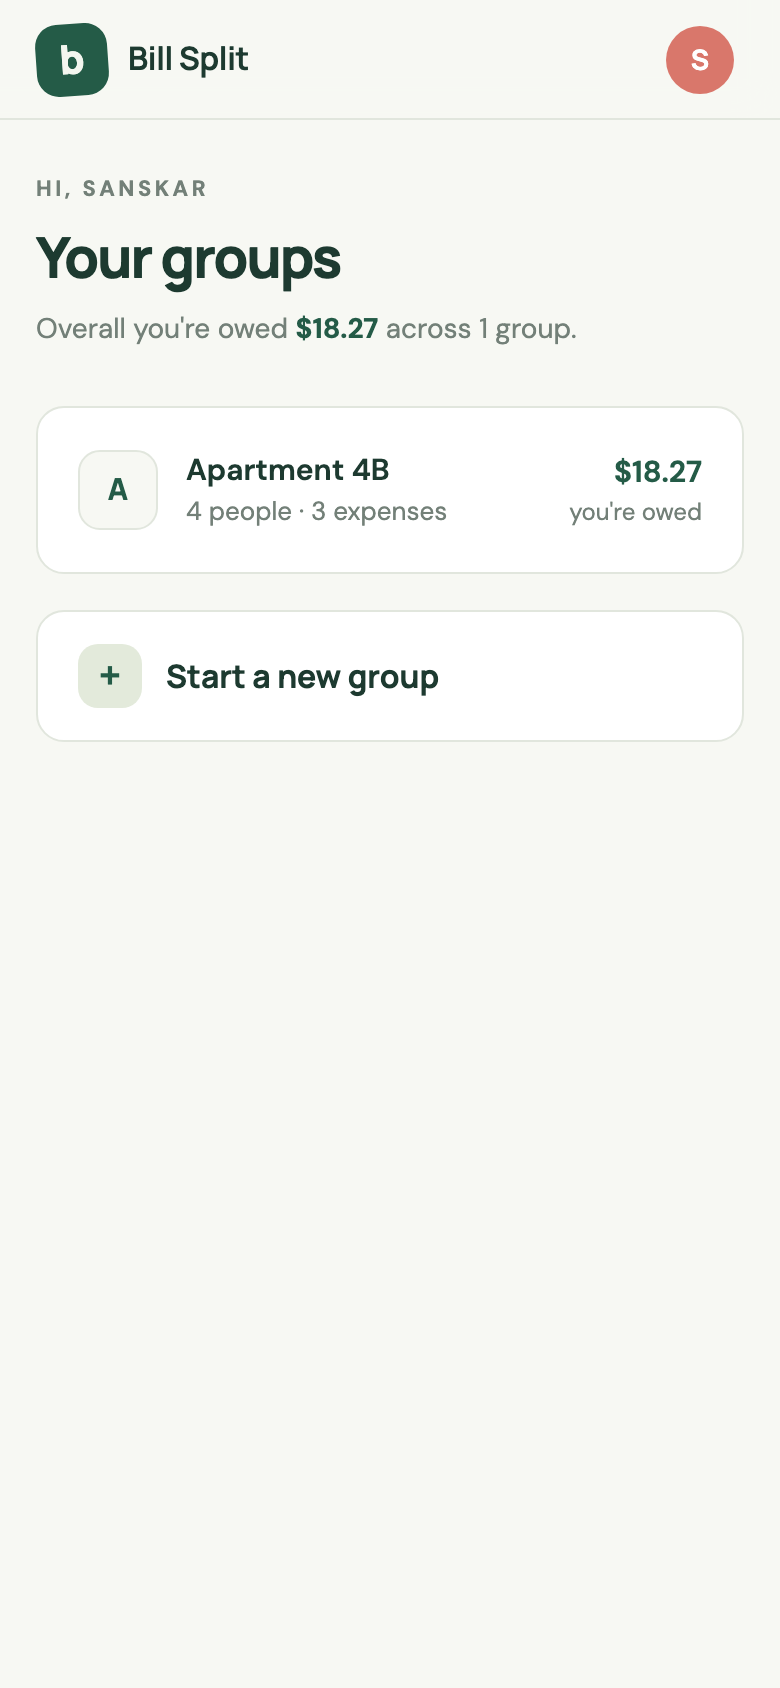 b Bill Split S
HI, SANSKAR
Your groups
Overall you're owed $18.27 across 1 group.
A
Apartment 4B
4 people · 3 expenses
$18.27
you're owed
+ Start a new group